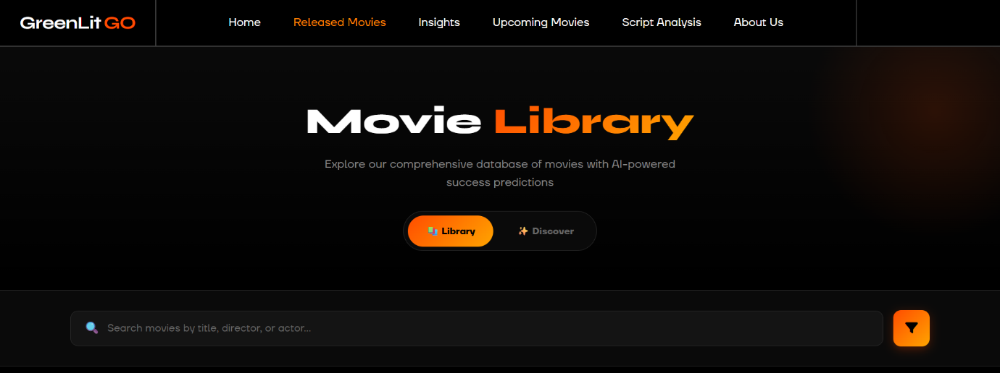 GreenLit GO
Home
Released Movies
Insights
Upcoming Movies
Script Analysis
About Us
Movie Library
Explore our comprehensive database of movies with AI-powered
success predictions
Library
Discover
Search movies by title, director, or actor...